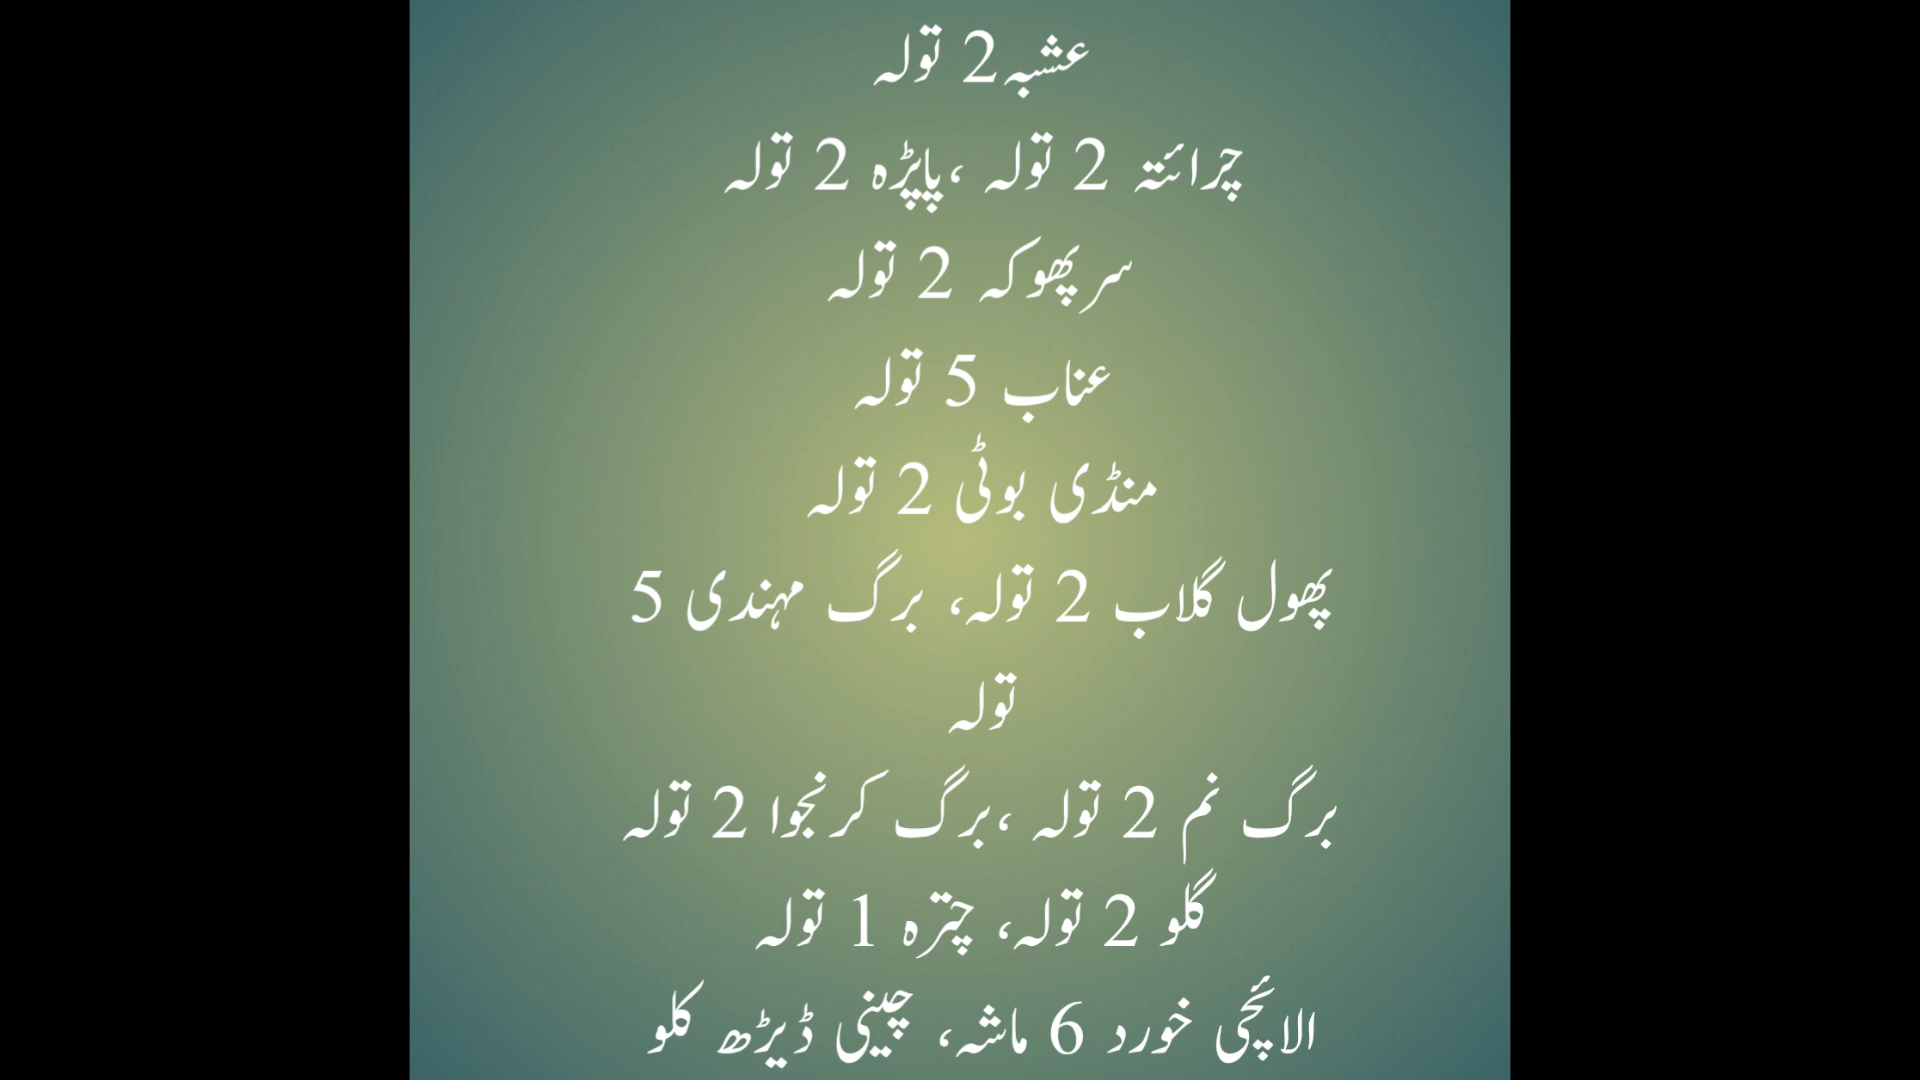 عشبہ2 تولہ
چرائتہ 2 تولہ ،پاپڑہ 2 تولہ
سرپھوکہ 2 تولہ
عناب 5 تولہ
منڈی بوٹی 2 تولہ
پھول گلاب 2 تولہ، برگ مہندی 5
تولہ
برگ نم 2 تولہ ،برگ کرنجوا 2 تولہ
گلو 2 تولہ، چترہ 1 تولہ
الائچی خورد 6 ماشہ، چینی ڈیڑھ کلو